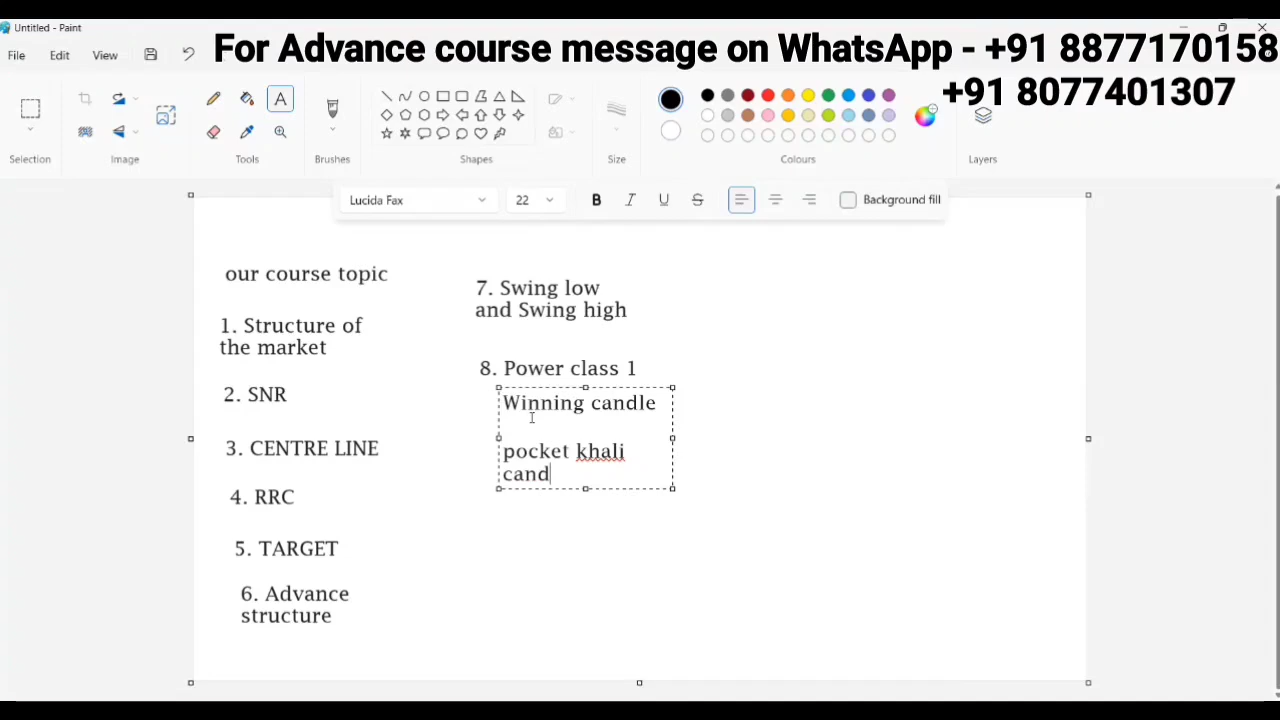 Untitled - Paint
For Advance course message on WhatsApp - +91 8877170158
+91 8077401307
File Edit View
Selection Image Tools Brushes Shapes Size Colours Layers
Lucida Fax 22 B I U S Background fill
our course topic
1. Structure of
the market
2. SNR
3. CENTRE LINE
4. RRC
5. TARGET
6. Advance
structure
7. Swing low
and Swing high
8. Power class 1
Winning candle
pocket khali
cand